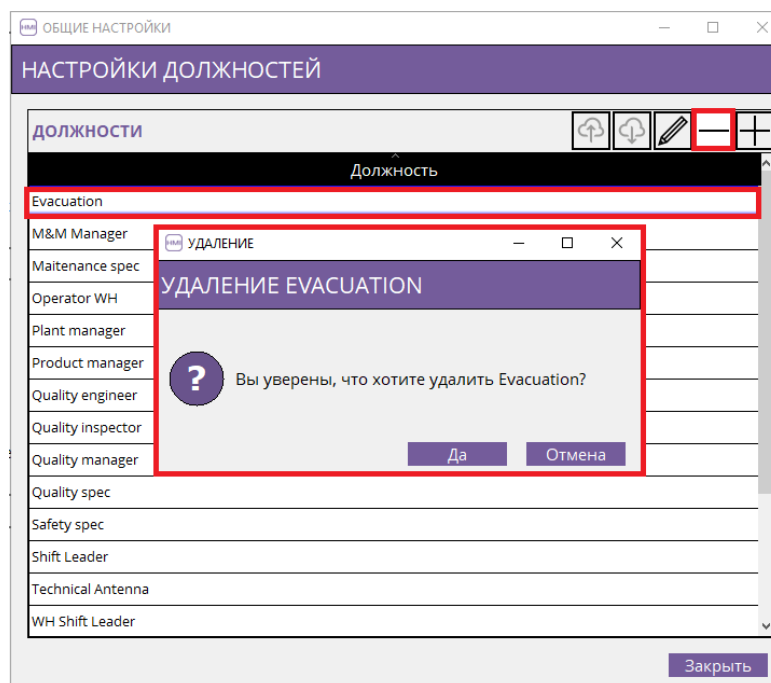 HMI ОБЩИЕ НАСТРОЙКИ
НАСТРОЙКИ ДОЛЖНОСТЕЙ
ДОЛЖНОСТИ
Должность
Evacuation
M&M Manager
Maitenance spec
Operator WH
Plant manager
Product manager
Quality engineer
Quality inspector
Quality manager
Quality spec
Safety spec
Shift Leader
Technical Antenna
WH Shift Leader
HMI УДАЛЕНИЕ
УДАЛЕНИЕ EVACUATION
? Вы уверены, что хотите удалить Evacuation?
Да Отмена
Закрыть